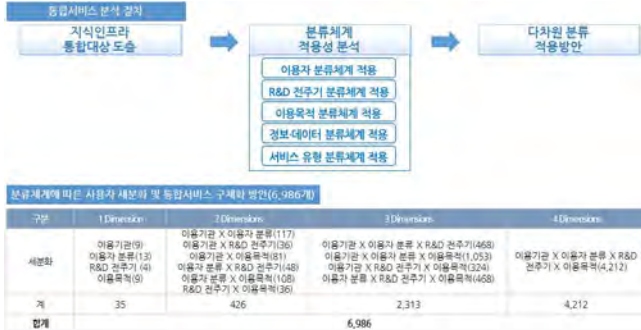 통합서비스 분석 절차
지식인프라
통합대상 도출
분류체계
적용성 분석
이용자 분류체계 적용
R&D 전주기 분류체계 적용
이용목적 분류체계 적용
정보·데이터 분류체계 적용
서비스 유형 분류체계 적용
다차원 분류
적용방안
분류체계에 따른 사용자 세분화 및 통합서비스 구체화 방안(6,986개)
구분 1 Dimension 2 Dimensions 3 Dimensions 4 Dimensions
세분화
이용기관(9)
이용자 분류(13)
R&D 전주기 (4)
이용목적(9)
이용기관 X 이용자 분류(117)
이용기관 X R&D 전주기(36)
이용기관 X 이용목적(81)
이용자 분류 X R&D 전주기(48)
이용자 분류 X 이용목적(108)
R&D 전주기 X 이용목적(36)
이용기관 X 이용자 분류 X R&D 전주기(468)
이용기관 X 이용자 분류 X 이용목적(1,053)
이용기관 X R&D 전주기 X 이용목적(324)
이용자 분류 X R&D 전주기 X 이용목적(468)
이용기관 X 이용자 분류 X R&D
전주기 X 이용목적(4,212)
계 35 426 2,313 4,212
합계 6,986